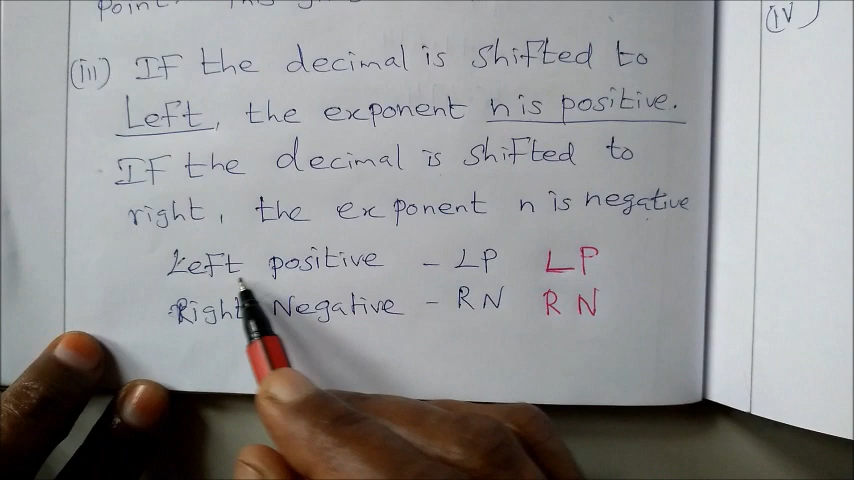 point.
(iv)
(iii) IF the decimal is shifted to
Left, the exponent n is positive.
IF the decimal is shifted to
right, the exponent n is negative
Left positive - LP LP
Right Negative - RN RN